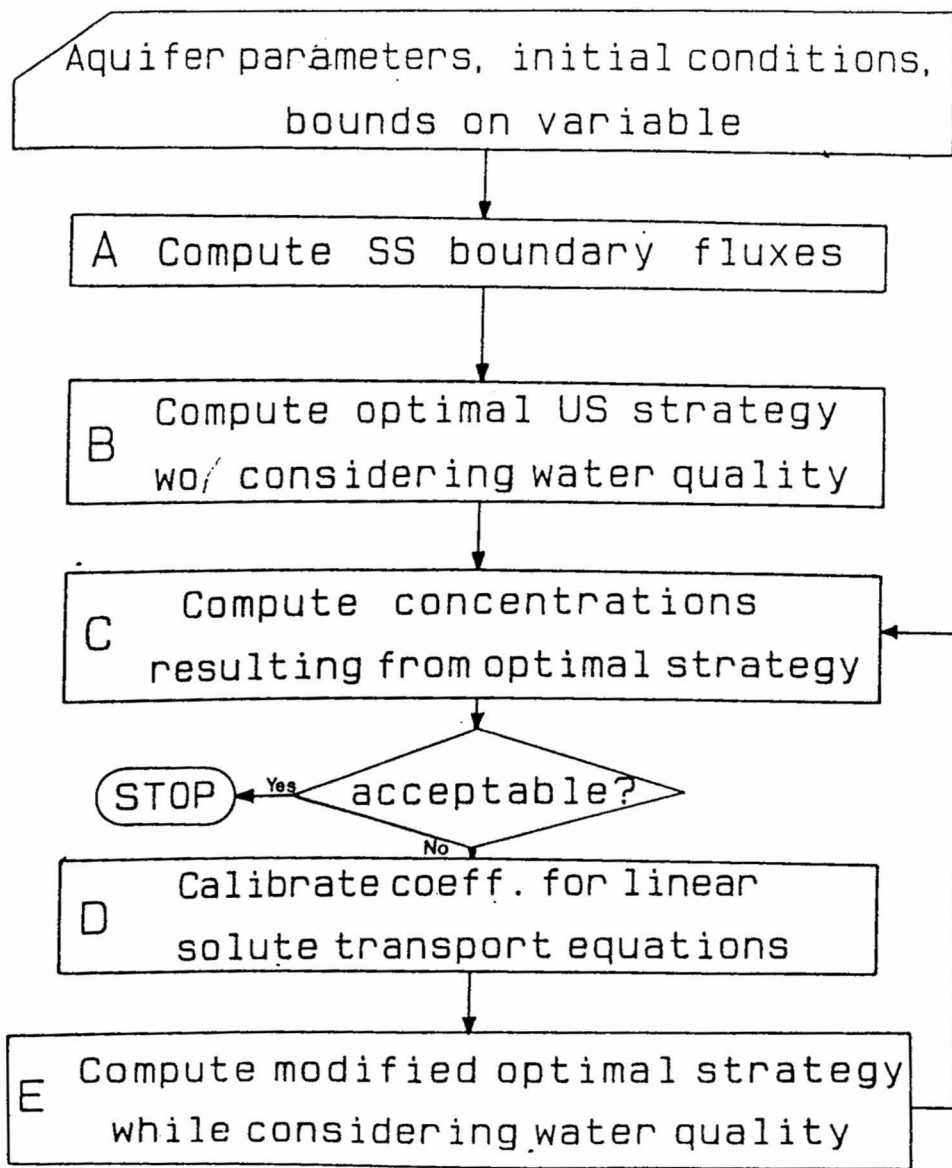 Aquifer parameters, initial conditions,
bounds on variable
A Compute SS boundary fluxes
B Compute optimal US strategy
wo/ considering water quality
C Compute concentrations
resulting from optimal strategy
acceptable?
Yes
STOP
No
D Calibrate coeff. for linear
solute transport equations
E Compute modified optimal strategy
while considering water quality